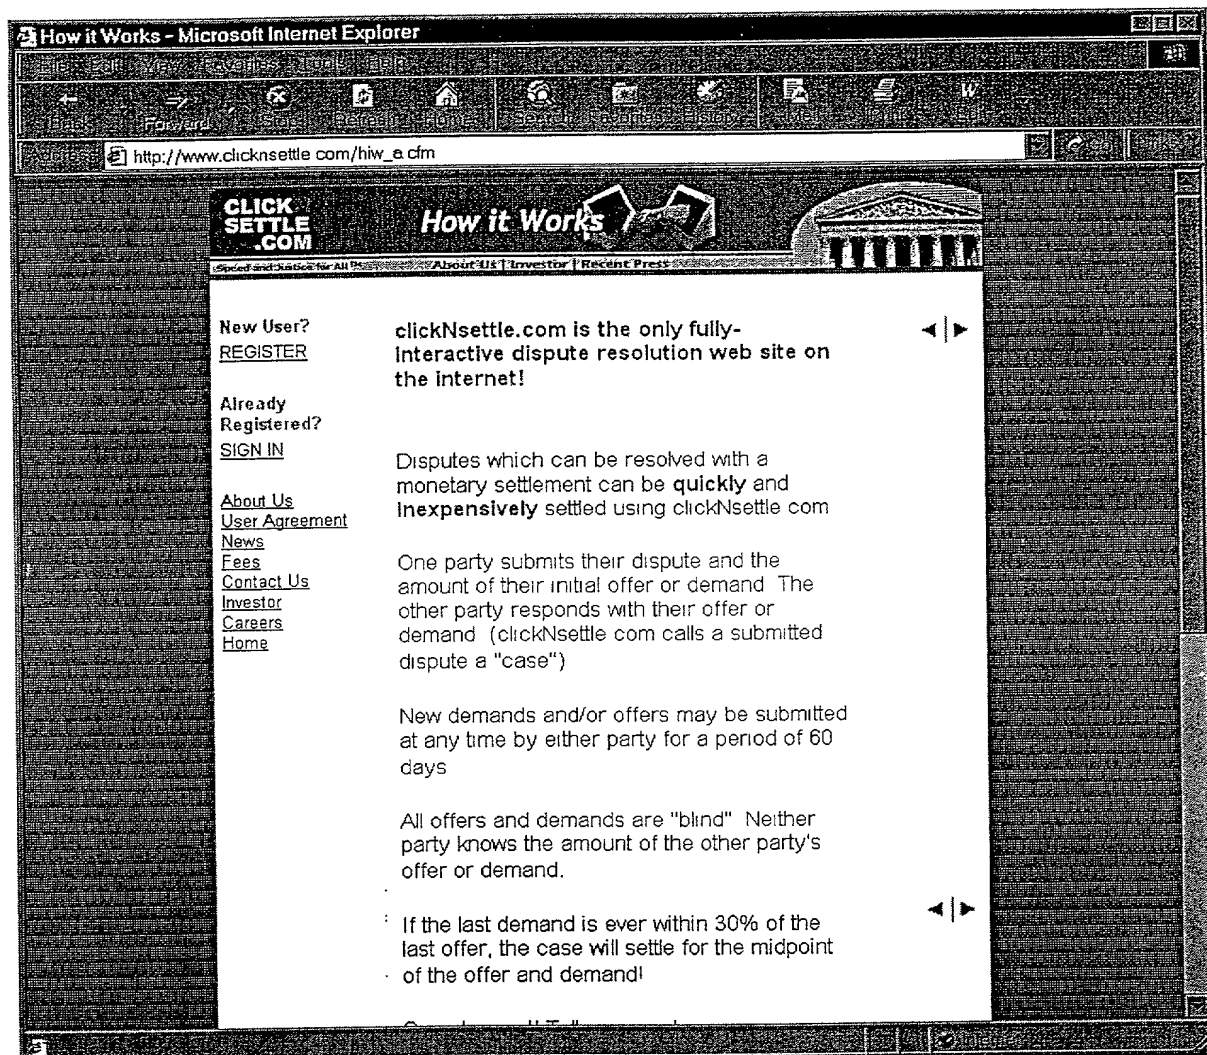 How it Works - Microsoft Internet Explorer
Forward
http://www.clicknsettle com/hiw_a cfm
CLICK
SETTLE
.COM
How it Works
Speed and Justice for All
About Us | Investor | Recent Press
New User?
REGISTER
Already
Registered?
SIGN IN
About Us
User Agreement
News
Fees
Contact Us
Investor
Careers
Home
clickNsettle.com is the only fully-
interactive dispute resolution web site on
the internet!
Disputes which can be resolved with a
monetary settlement can be quickly and
inexpensively settled using clickNsettle com
One party submits their dispute and the
amount of their initial offer or demand The
other party responds with their offer or
demand (clickNsettle com calls a submitted
dispute a "case")
New demands and/or offers may be submitted
at any time by either party for a period of 60
days
All offers and demands are "blind" Neither
party knows the amount of the other party's
offer or demand.
If the last demand is ever within 30% of the
last offer, the case will settle for the midpoint
of the offer and demand!